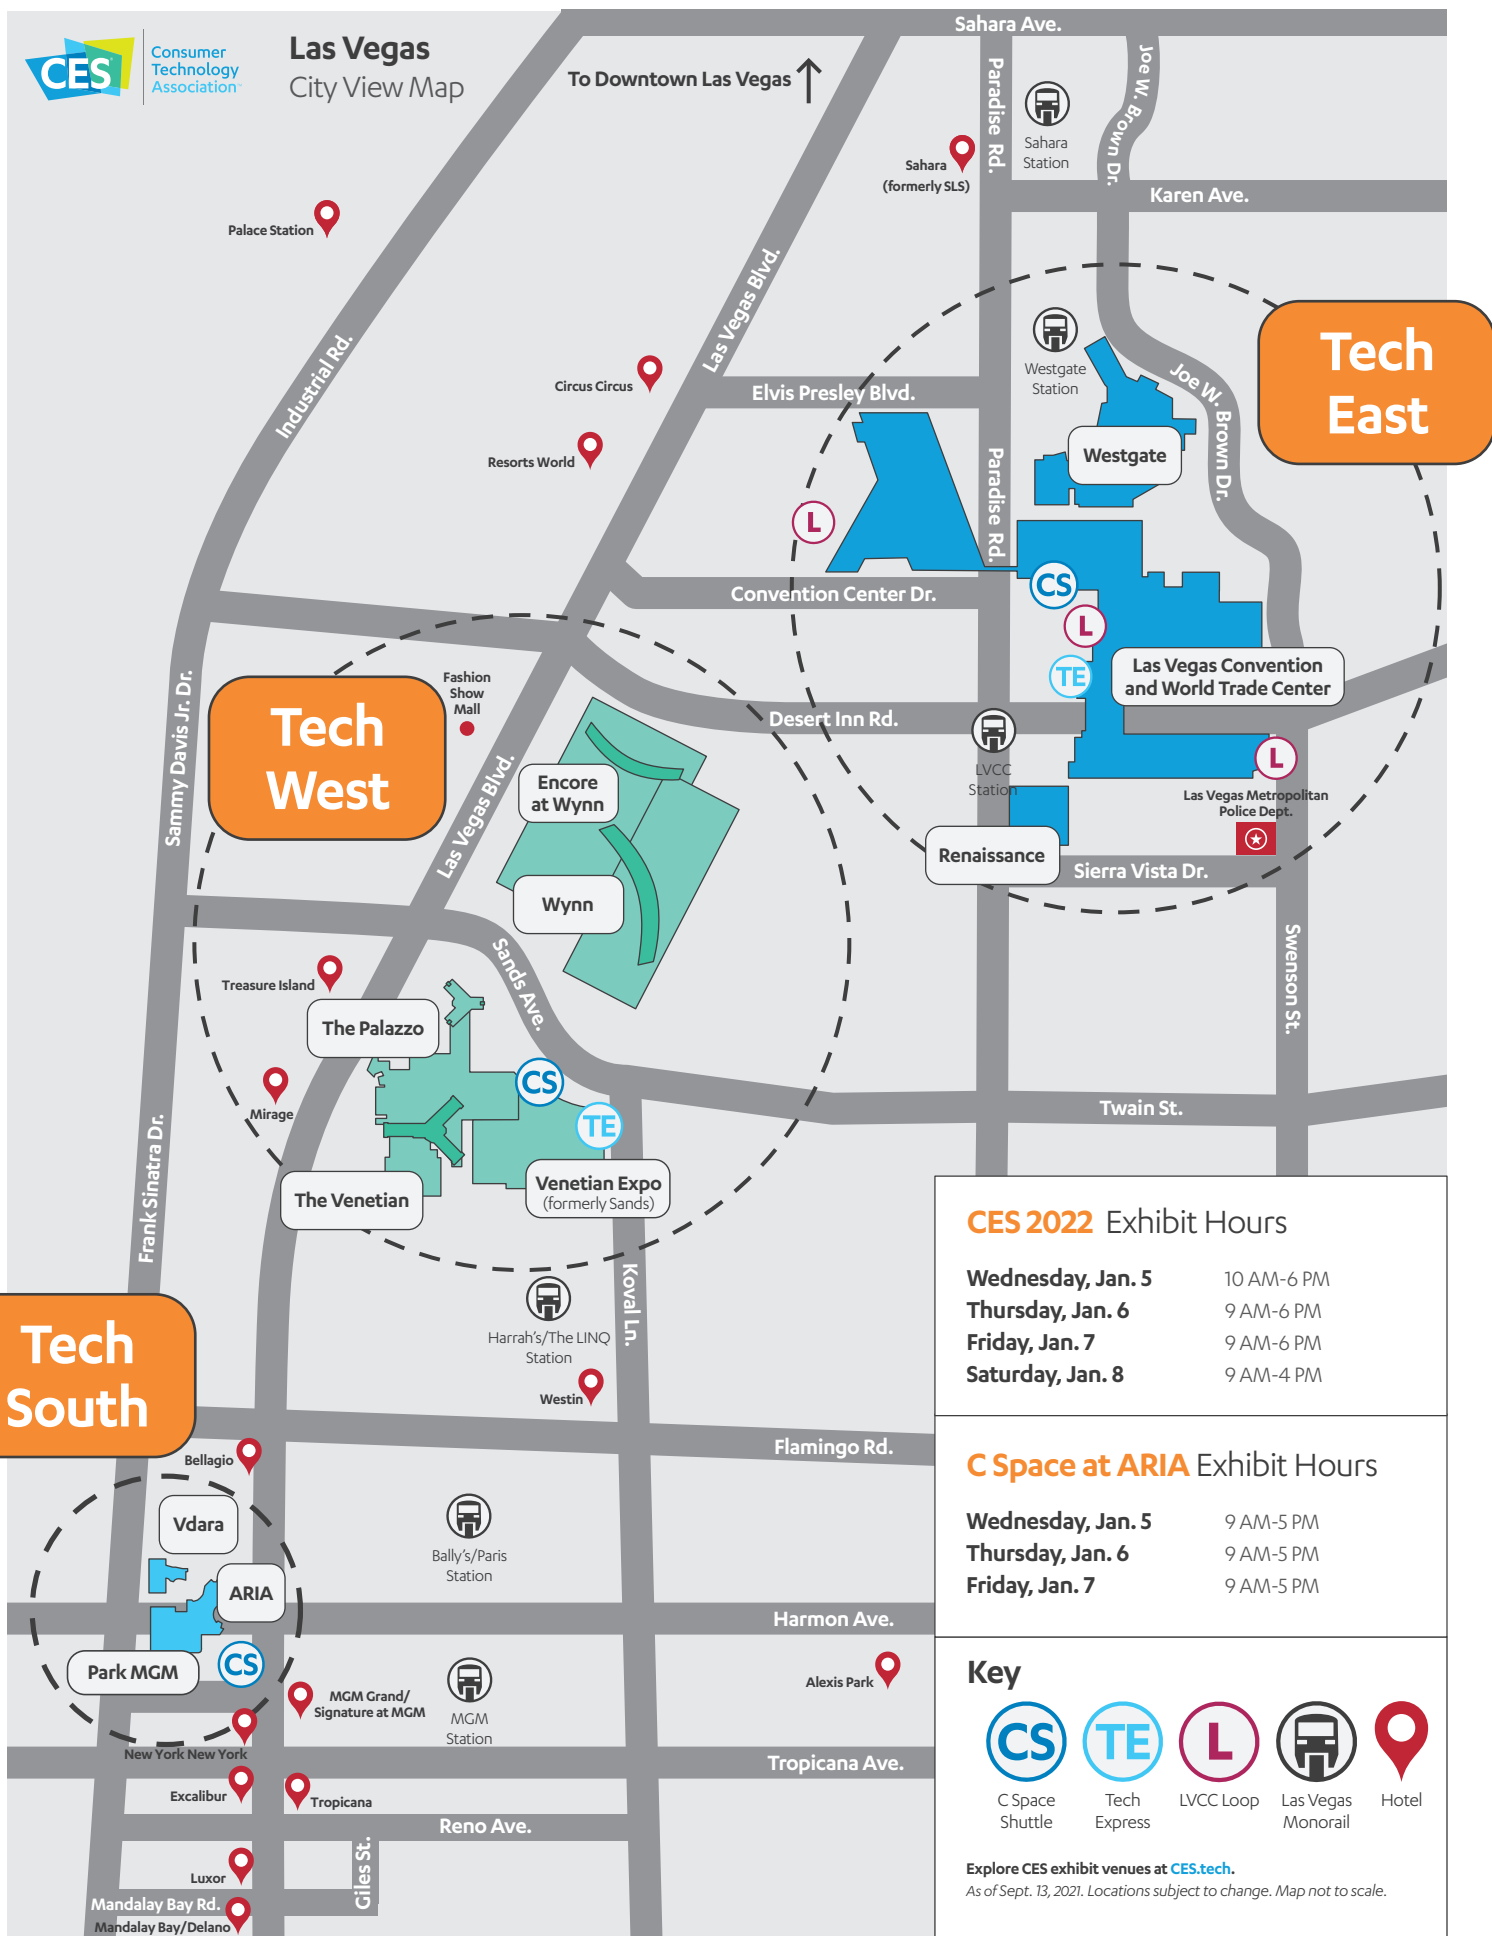 CES
Consumer
Technology
Association
Las Vegas
City View Map
To Downtown Las Vegas
Sahara Ave.
Paradise Rd.
Joe W. Brown Dr.
Sahara
Station
Sahara
(formerly SLS)
Karen Ave.
Palace Station
Las Vegas Blvd.
Industrial Rd.
Circus Circus
Elvis Presley Blvd.
Westgate
Station
Joe W. Brown Dr.
Tech
East
Resorts World
Westgate
Paradise Rd.
L
CS
Convention Center Dr.
L
TE
Las Vegas Convention
and World Trade Center
Sammy Davis Jr. Dr.
Fashion
Show
Mall
Tech
West
Desert Inn Rd.
LVCC
Station
L
Las Vegas Metropolitan
Police Dept.
Encore
at Wynn
Las Vegas Blvd.
Renaissance
Sierra Vista Dr.
Wynn
Sands Ave.
Swenson St.
Treasure Island
The Palazzo
CS
Mirage
TE
Twain St.
Frank Sinatra Dr.
The Venetian
Venetian Expo
(formerly Sands)
Koval Ln.
Harrah's/The LINQ
Station
Tech
South
Westin
Flamingo Rd.
Bellagio
Vdara
Bally's/Paris
Station
ARIA
Harmon Ave.
Park MGM
CS
Alexis Park
MGM Grand/
Signature at MGM
MGM
Station
New York New York
Tropicana Ave.
Excalibur
Tropicana
Reno Ave.
Giles St.
Luxor
Mandalay Bay Rd.
Mandalay Bay/Delano
CES 2022 Exhibit Hours
Wednesday, Jan. 5 10 AM-6 PM
Thursday, Jan. 6 9 AM-6 PM
Friday, Jan. 7 9 AM-6 PM
Saturday, Jan. 8 9 AM-4 PM
C Space at ARIA Exhibit Hours
Wednesday, Jan. 5 9 AM-5 PM
Thursday, Jan. 6 9 AM-5 PM
Friday, Jan. 7 9 AM-5 PM
Key
CS TE L
C Space
Shuttle
Tech
Express
LVCC Loop
Las Vegas
Monorail
Hotel
Explore CES exhibit venues at CES.tech.
As of Sept. 13, 2021. Locations subject to change. Map not to scale.